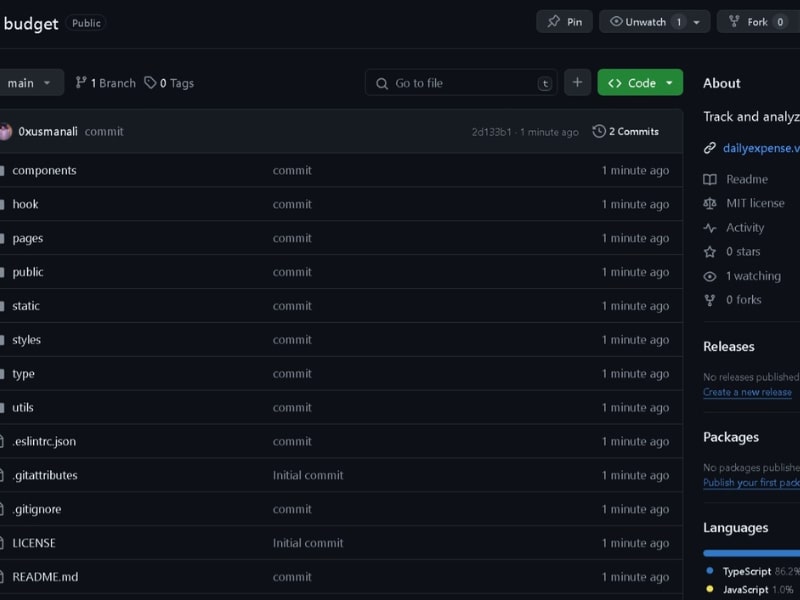 budget Public Pin Unwatch 1 Fork 0
main 1 Branch 0 Tags Go to file t + Code
0xusmanali commit 2d133b1 · 1 minute ago 2 Commits
components commit 1 minute ago
hook commit 1 minute ago
pages commit 1 minute ago
public commit 1 minute ago
static commit 1 minute ago
styles commit 1 minute ago
type commit 1 minute ago
utils commit 1 minute ago
.eslintrc.json commit 1 minute ago
.gitattributes Initial commit 1 minute ago
.gitignore commit 1 minute ago
LICENSE Initial commit 1 minute ago
README.md commit 1 minute ago
About
Track and analyz
dailyexpense.v
Readme
MIT license
Activity
0 stars
1 watching
0 forks
Releases
No releases published
Create a new release
Packages
No packages publishe
Publish your first pack
Languages
TypeScript 86.2%
JavaScript 1.0%